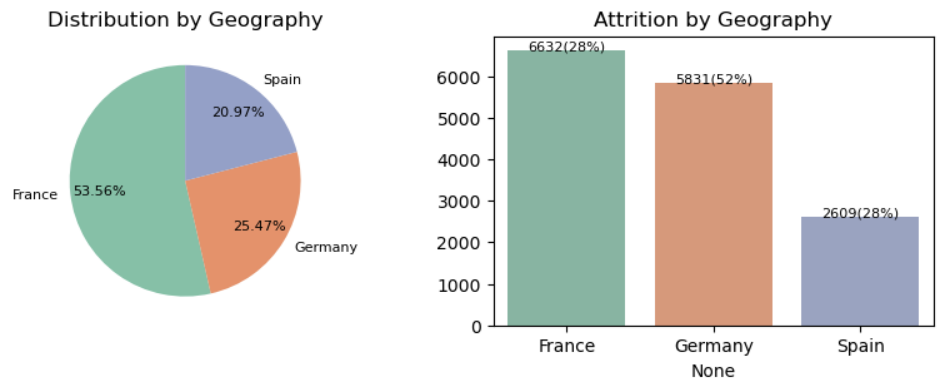 Distribution by Geography
Spain
20.97%
France
53.56%
25.47%
Germany
Attrition by Geography
6632(28%)
5831(52%)
2609(28%)
6000
5000
4000
3000
2000
1000
0
France
Germany
Spain
None